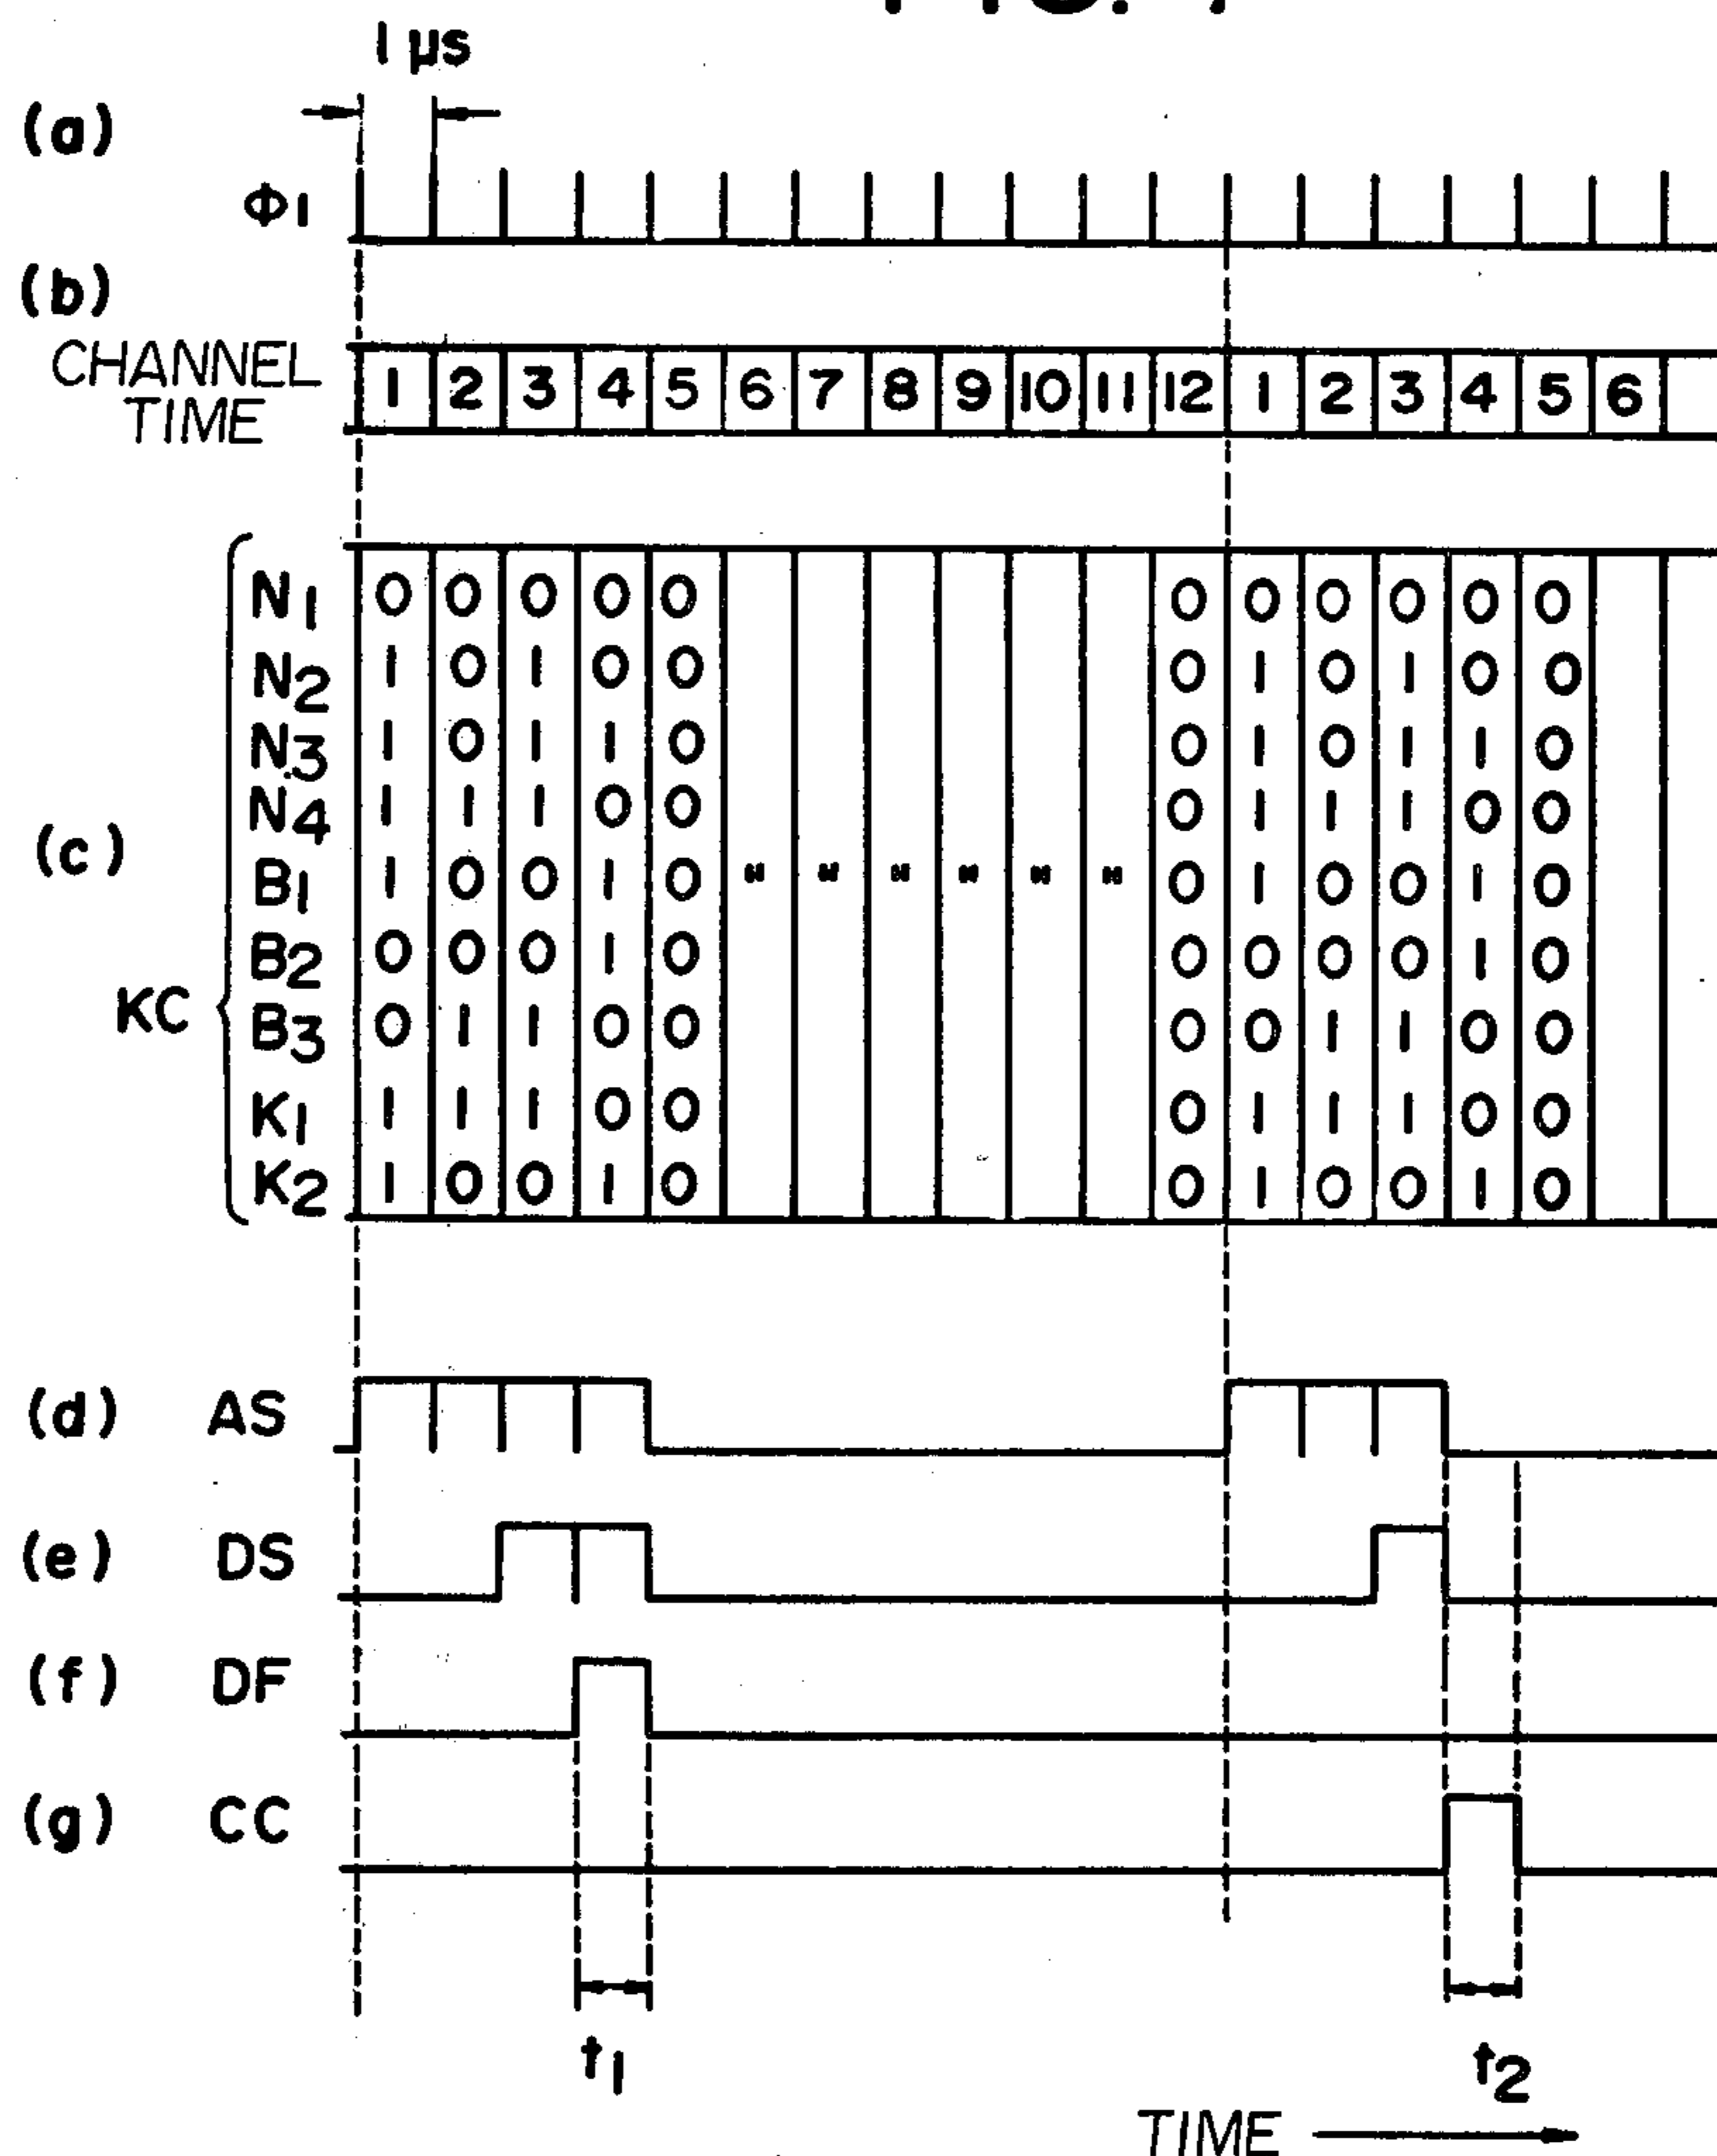 1 μs
(a)
Φ1
(b)
CHANNEL TIME
1 2 3 4 5 6 7 8 9 10 11 12 1 2 3 4 5 6
(c)
KC
N1 0 0 0 0 0 0 0 0 0 0 0
N2 1 0 1 0 0 0 1 0 1 0 0
N3 1 0 1 1 0 0 1 0 1 1 0
N4 1 1 1 0 0 0 1 1 1 0 0
B1 1 0 0 1 0 " " " " " " 0 1 0 0 1 0
B2 0 0 0 1 0 0 0 0 0 1 0
B3 0 1 1 0 0 0 0 1 1 0 0
K1 1 1 1 0 0 0 1 1 1 0 0
K2 1 0 0 1 0 0 1 0 0 1 0
(d) AS
(e) DS
(f) DF
(g) CC
t1
t2
TIME